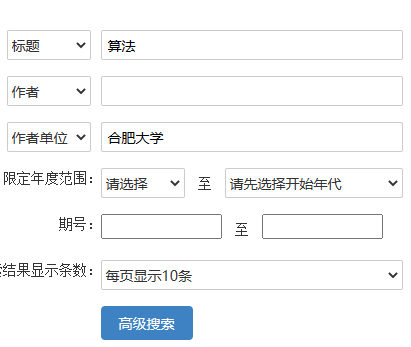 标题 算法
作者
作者单位 合肥大学
限定年度范围： 请选择 至 请先选择开始年代
期号： 至
结果显示条数： 每页显示10条
高级搜索